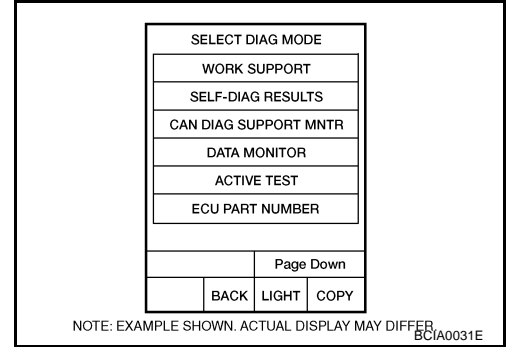 SELECT DIAG MODE
WORK SUPPORT
SELF-DIAG RESULTS
CAN DIAG SUPPORT MNTR
DATA MONITOR
ACTIVE TEST
ECU PART NUMBER
Page Down
BACK LIGHT COPY
NOTE: EXAMPLE SHOWN. ACTUAL DISPLAY MAY DIFFER.
BCIA0031E